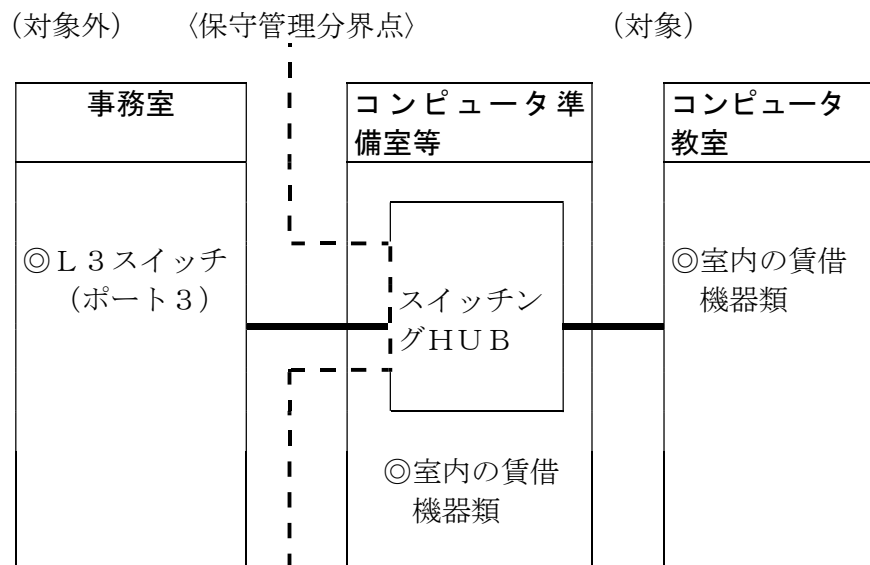 （対象外） 〈保守管理分界点〉 （対象）
事務室
コンピュータ準
備室等
コンピュータ
教室
◎Ｌ３スイッチ
（ポート３）
スイッチン
グＨＵＢ
◎室内の賃借
機器類
◎室内の賃借
機器類